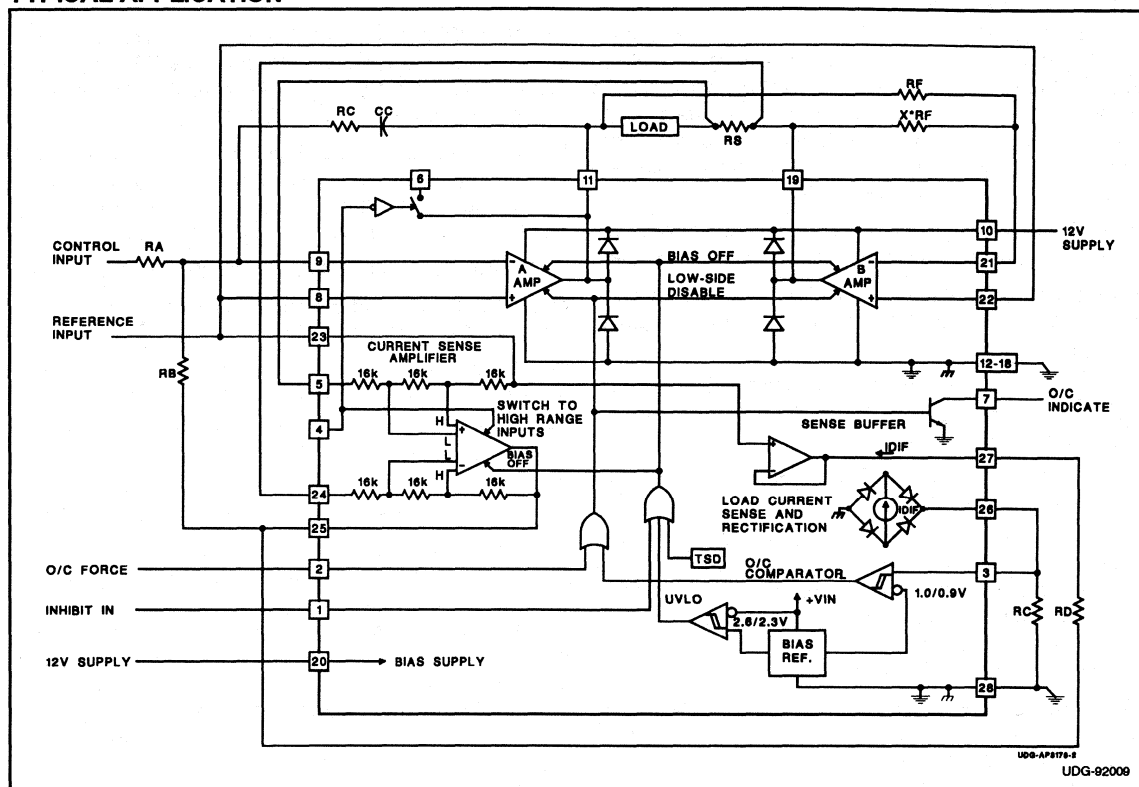 TYPICAL APPLICATION
RF
RC CC
X*RF
LOAD
RS
6 11 19
10 12V
SUPPLY
CONTROL
INPUT
RA
9
A
AMP
BIAS OFF
B
AMP
21
LOW-SIDE
DISABLE
8
22
REFERENCE
INPUT
23
CURRENT SENSE
AMPLIFIER
12-18
RB
5 16k 16k 16k
7 O/C
INDICATE
SWITCH TO
HIGH RANGE
INPUTS
4
H
L
L
H
BIAS
OFF
SENSE BUFFER
IDIF
27
24 16k 16k 16k
LOAD CURRENT
SENSE AND
RECTIFICATION
IDIF
26
25
TSD
O/C FORCE 2
O/C
COMPARATOR
3
1.0/0.9V
INHIBIT IN 1
UVLO
+VIN
2.6/2.3V
RC RD
BIAS
REF.
12V SUPPLY 20 BIAS SUPPLY
28
UDG-92009